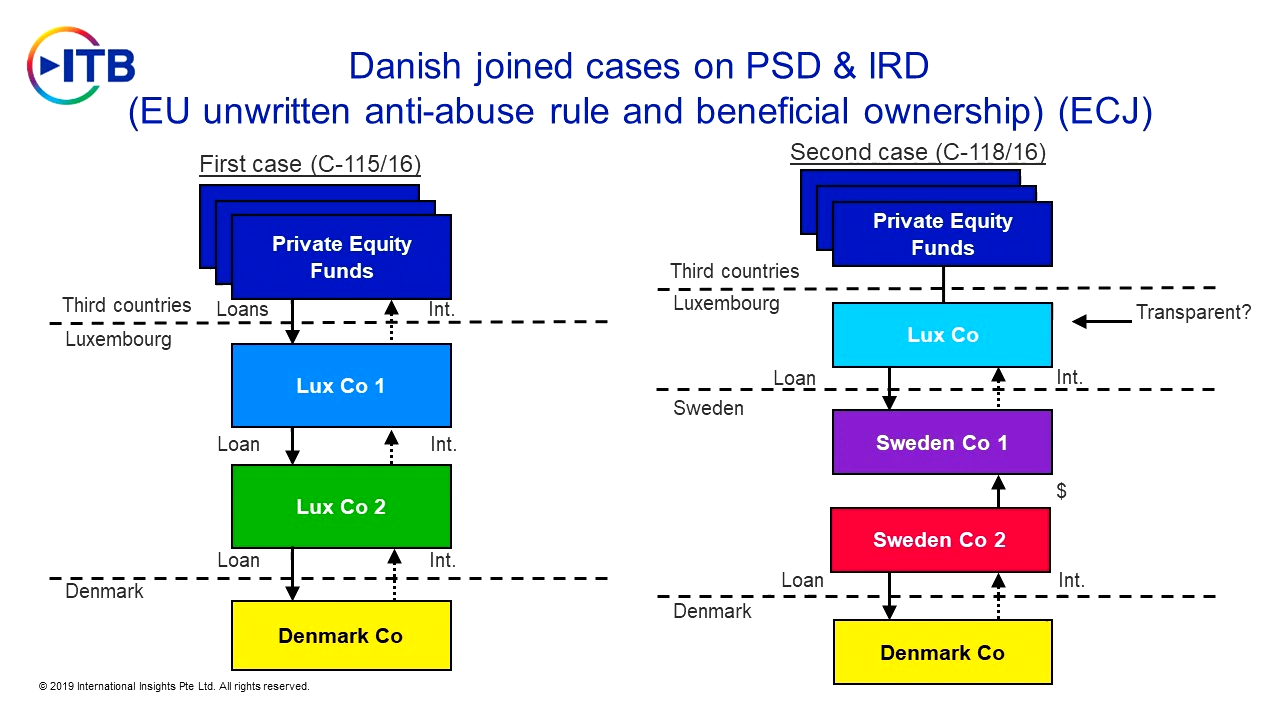 ITB
Danish joined cases on PSD & IRD
(EU unwritten anti-abuse rule and beneficial ownership) (ECJ)
First case (C-115/16)
Private Equity
Funds
Third countries
Loans
Int.
Luxembourg
Lux Co 1
Loan
Int.
Lux Co 2
Loan
Int.
Denmark
Denmark Co
Second case (C-118/16)
Private Equity
Funds
Third countries
Luxembourg
Transparent?
Lux Co
Loan
Int.
Sweden
Sweden Co 1
$
Sweden Co 2
Loan
Int.
Denmark
Denmark Co
© 2019 International Insights Pte Ltd. All rights reserved.